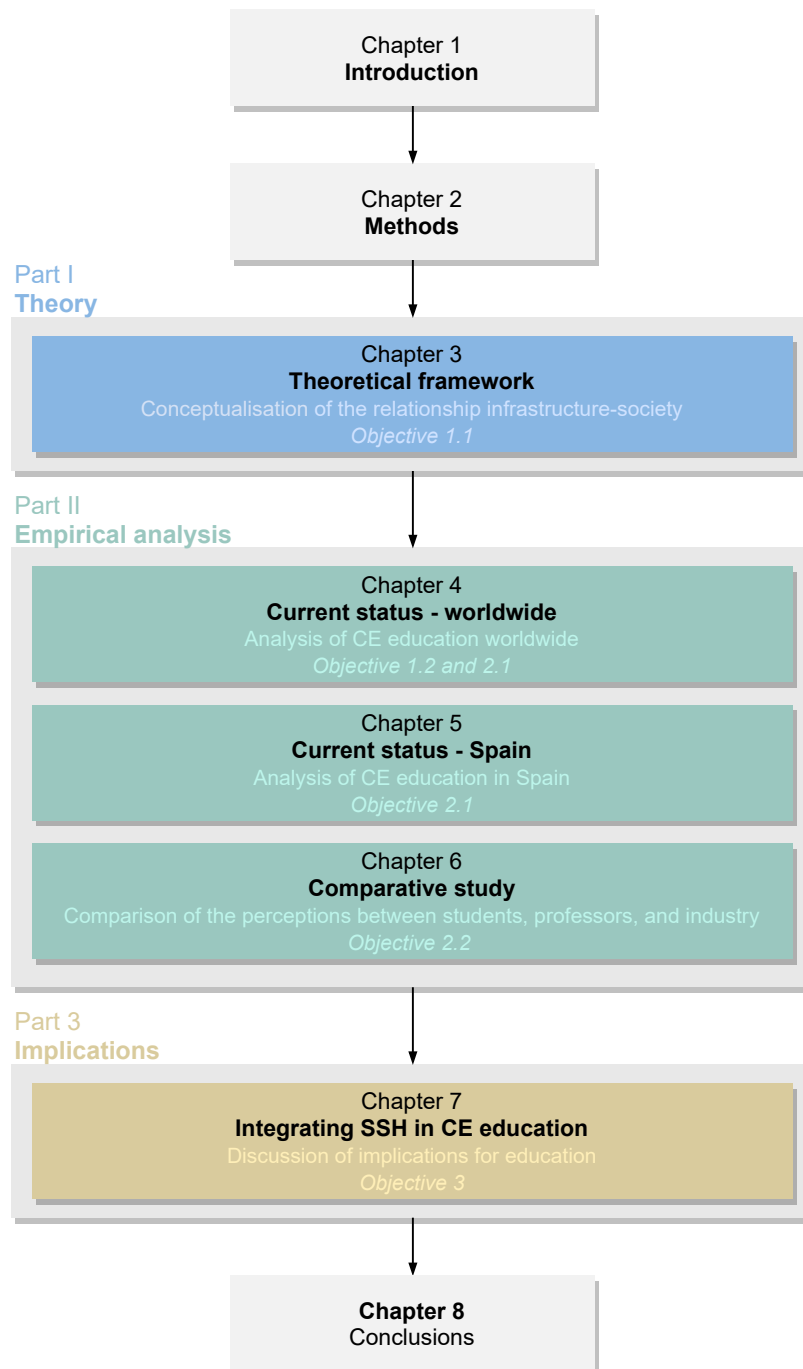 Chapter 1
Introduction
Chapter 2
Methods
Part I
Theory
Chapter 3
Theoretical framework
Conceptualisation of the relationship infrastructure-society
Objective 1.1
Part II
Empirical analysis
Chapter 4
Current status - worldwide
Analysis of CE education worldwide
Objective 1.2 and 2.1
Chapter 5
Current status - Spain
Analysis of CE education in Spain
Objective 2.1
Chapter 6
Comparative study
Comparison of the perceptions between students, professors, and industry
Objective 2.2
Part 3
Implications
Chapter 7
Integrating SSH in CE education
Discussion of implications for education
Objective 3
Chapter 8
Conclusions